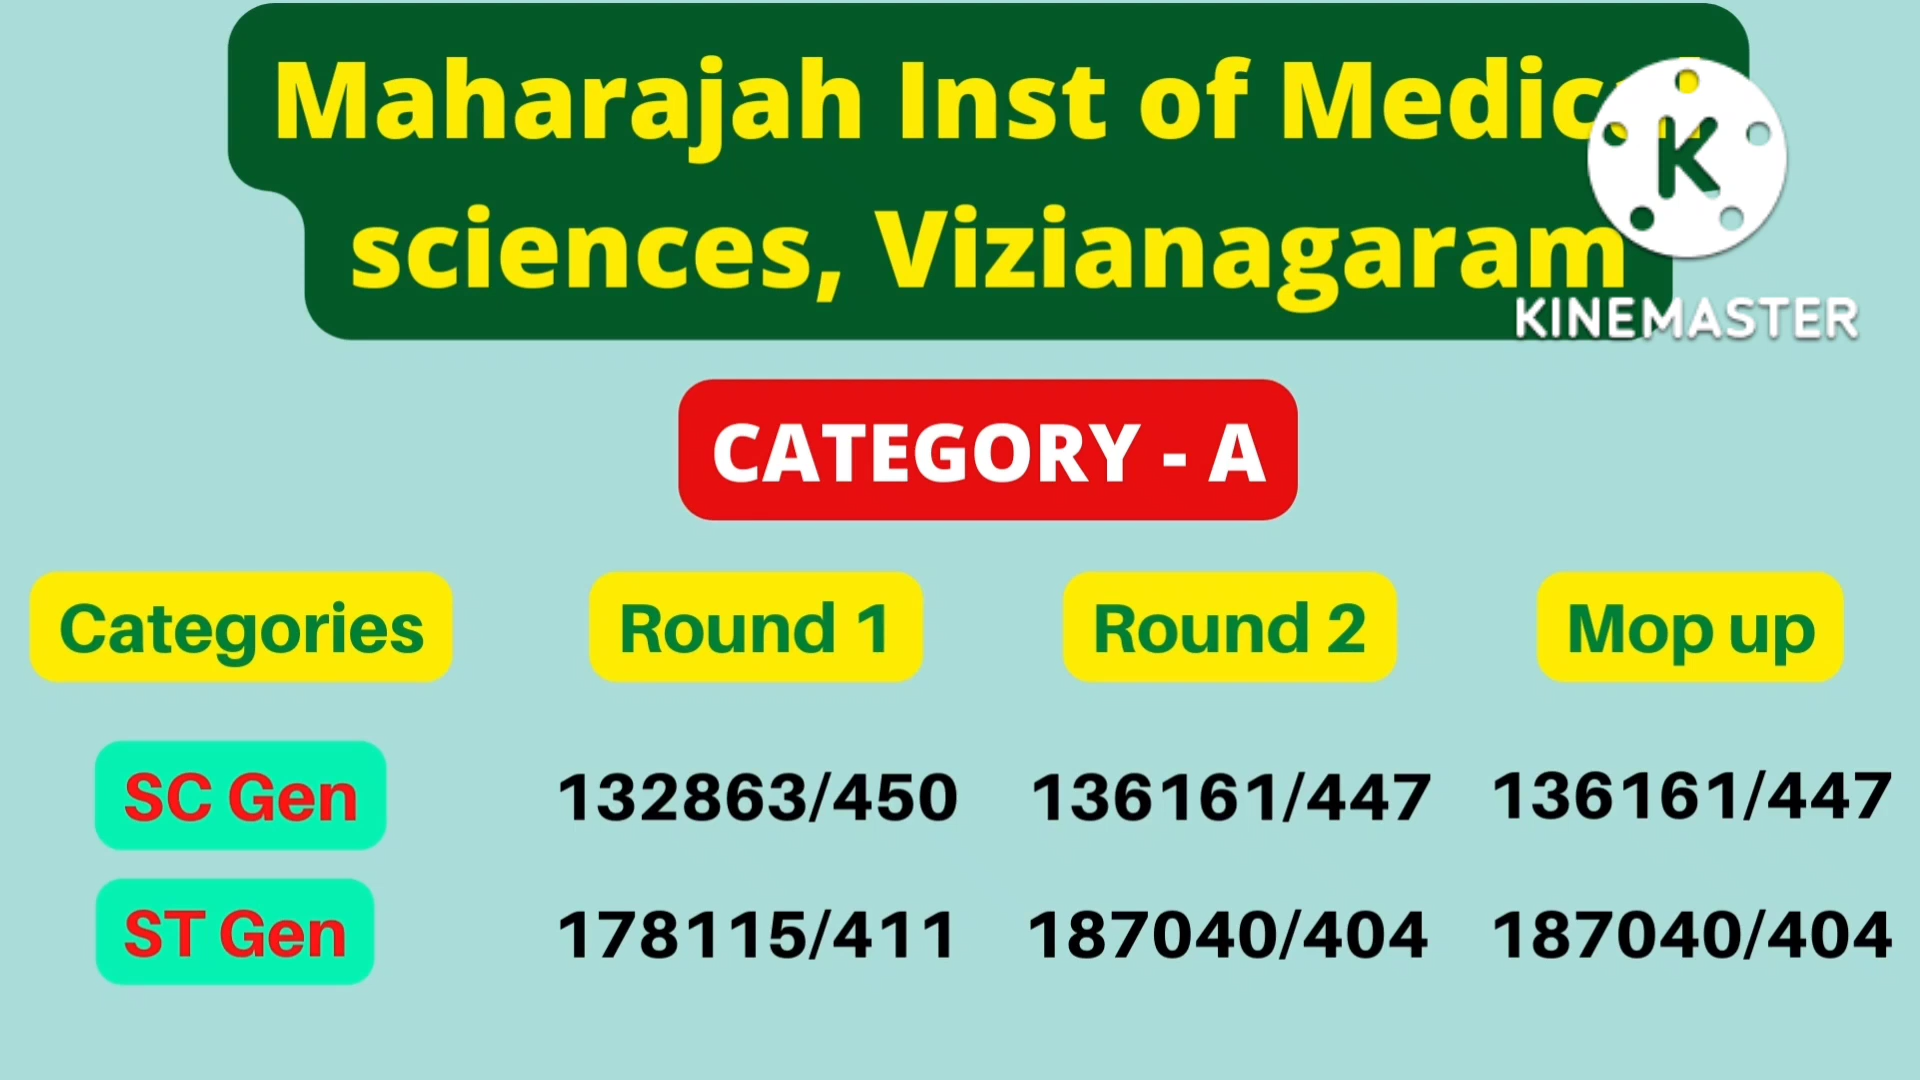 Maharajah Inst of Medical
sciences, Vizianagaram
K
KINEMASTER
CATEGORY - A
Categories Round 1 Round 2 Mop up
SC Gen 132863/450 136161/447 136161/447
ST Gen 178115/411 187040/404 187040/404